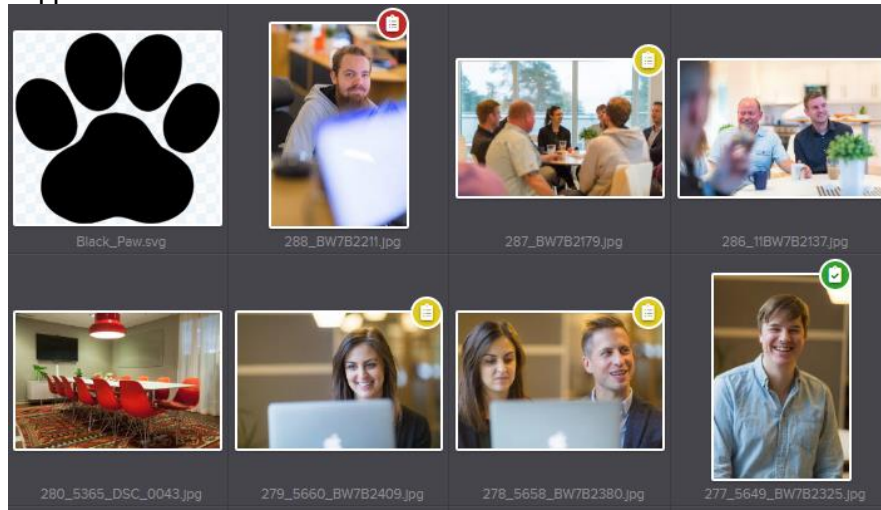 Black_Paw.svg
288_BW7B2211.jpg
287_BW7B2179.jpg
286_11BW7B2137.jpg
280_5365_DSC_0043.jpg
279_5660_BW7B2409.jpg
278_5658_BW7B2380.jpg
277_5649_BW7B2325.jpg